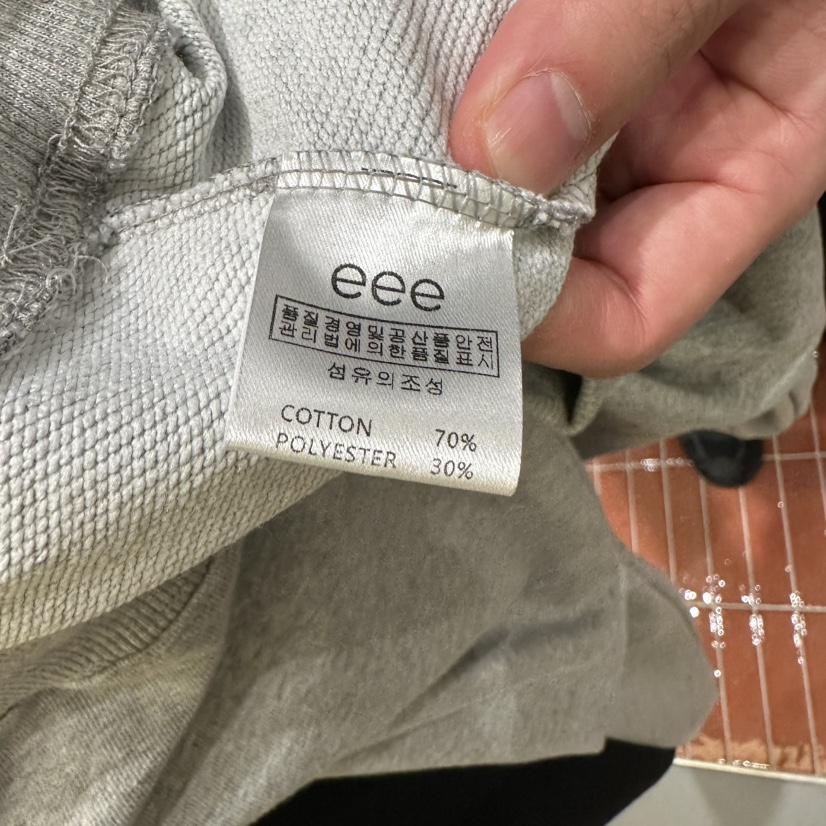 eee
품질경영및공산품안전
관리법에의한품질표시
섬유의조성
COTTON 70%
POLYESTER 30%